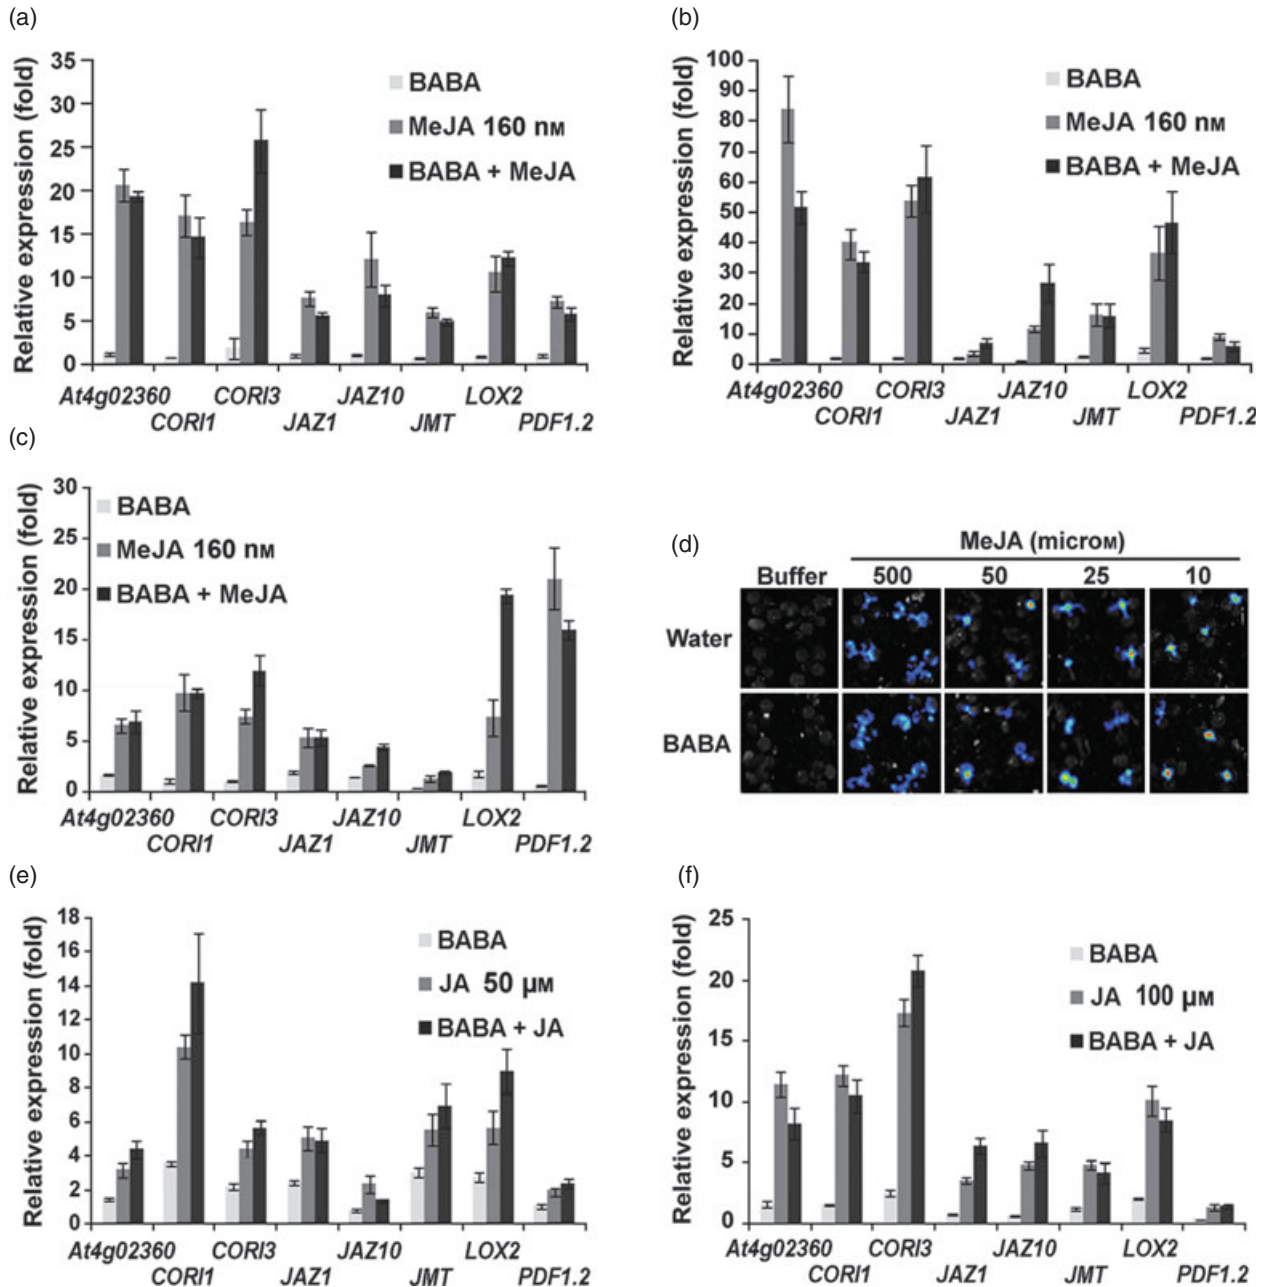 (a)
Relative expression (fold)
35
30
25
20
15
10
5
0
BABA
MeJA 160 nM
BABA + MeJA
At4g02360
CORI3
JAZ10
LOX2
CORI1
JAZ1
JMT
PDF1.2
(b)
Relative expression (fold)
100
90
80
70
60
50
40
30
20
10
0
BABA
MeJA 160 nM
BABA + MeJA
At4g02360
CORI3
JAZ10
LOX2
CORI1
JAZ1
JMT
PDF1.2
(c)
Relative expression (fold)
30
25
20
15
10
5
0
BABA
MeJA 160 nM
BABA + MeJA
At4g02360
CORI3
JAZ10
LOX2
CORI1
JAZ1
JMT
PDF1.2
(d)
MeJA (microM)
Buffer 500 50 25 10
Water
BABA
(e)
Relative expression (fold)
18
16
14
12
10
8
6
4
2
0
BABA
JA 50 µM
BABA + JA
At4g02360
CORI3
JAZ10
LOX2
CORI1
JAZ1
JMT
PDF1.2
(f)
Relative expression (fold)
25
20
15
10
5
0
BABA
JA 100 µM
BABA + JA
At4g02360
CORI3
JAZ10
LOX2
CORI1
JAZ1
JMT
PDF1.2